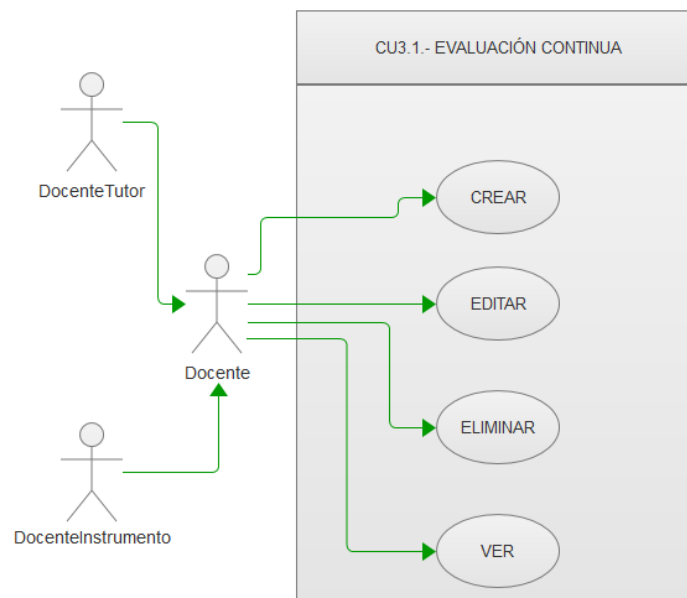 CU3.1.- EVALUACIÓN CONTINUA
DocenteTutor
CREAR
EDITAR
Docente
ELIMINAR
DocenteInstrumento
VER